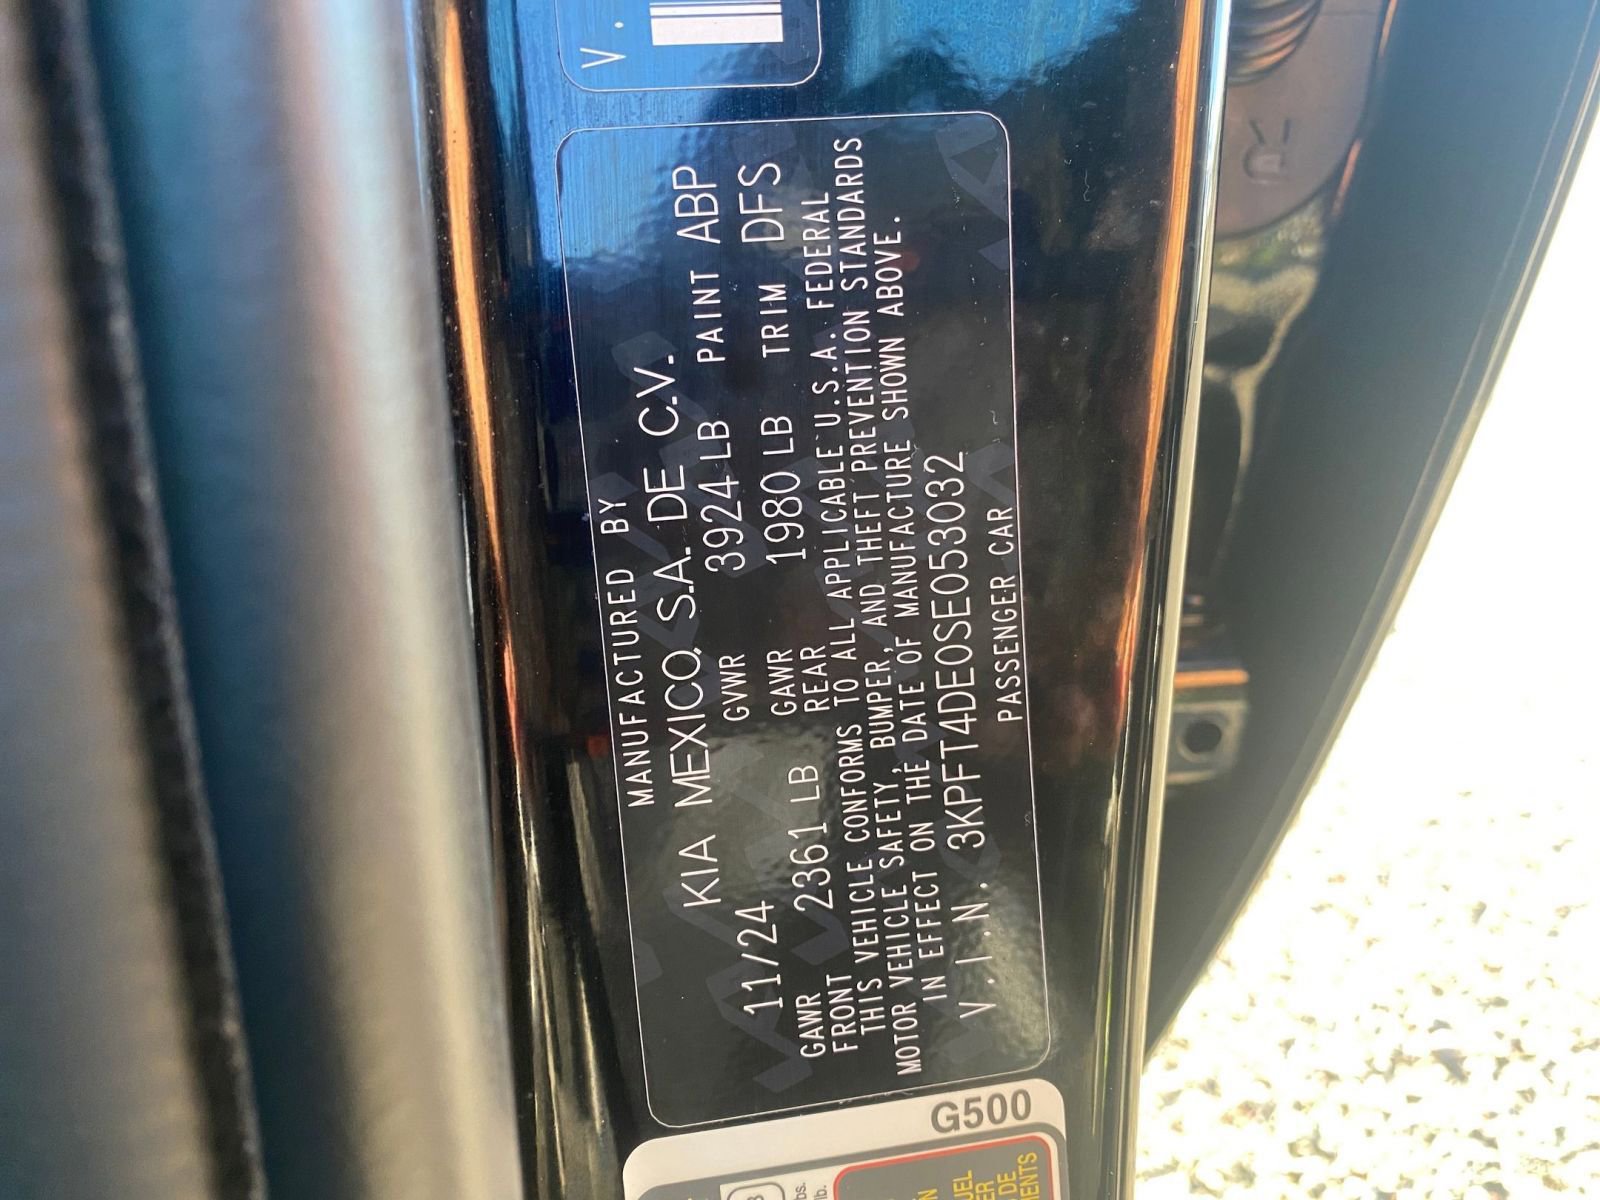 V.
MANUFACTURED BY
KIA MEXICO, S.A. DE C.V.
11/24 GVWR 3924 LB PAINT ABP
GAWR FRONT 2361 LB GAWR REAR 1980 LB TRIM DFS
THIS VEHICLE CONFORMS TO ALL APPLICABLE U.S.A. FEDERAL
MOTOR VEHICLE SAFETY, BUMPER, AND THEFT PREVENTION STANDARDS
IN EFFECT ON THE DATE OF MANUFACTURE SHOWN ABOVE.
V.I.N. 3KPFT4DE0SE053032
PASSENGER CAR
G500